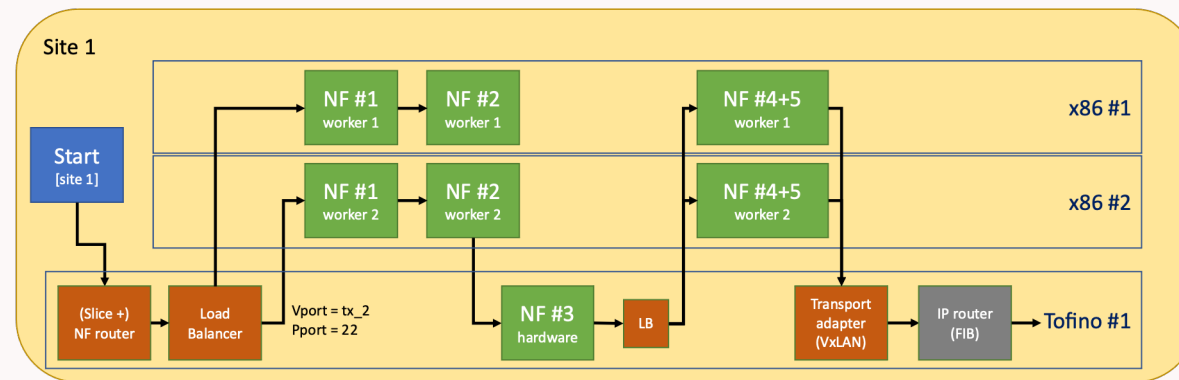 Site 1
NF #1
worker 1
NF #2
worker 1
NF #4+5
worker 1
x86 #1
Start
[site 1]
NF #1
worker 2
NF #2
worker 2
NF #4+5
worker 2
x86 #2
(Slice +)
NF router
Load
Balancer
Vport = tx_2
Pport = 22
NF #3
hardware
LB
Transport
adapter
(VxLAN)
IP router
(FIB)
Tofino #1